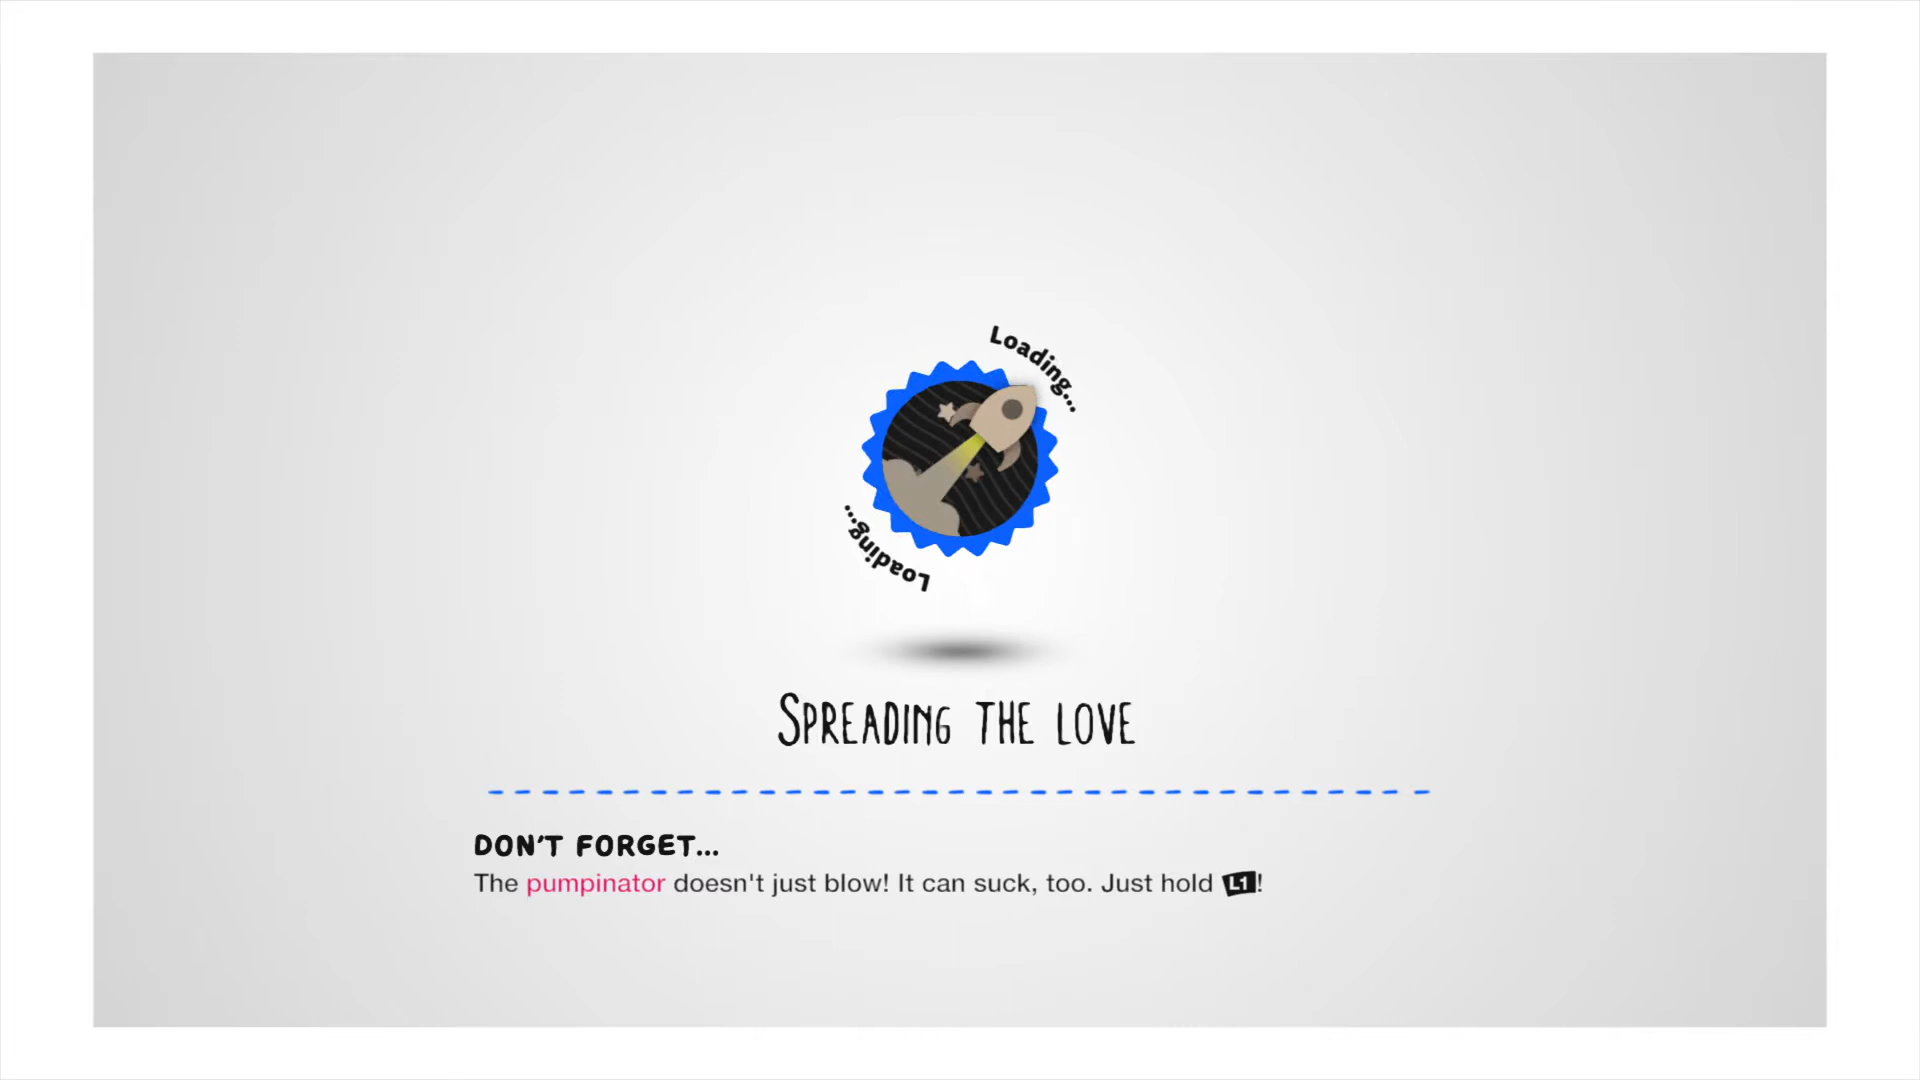 Loading...
Loading...
Spreading the love
DON'T FORGET...
The pumpinator doesn't just blow! It can suck, too. Just hold L1!